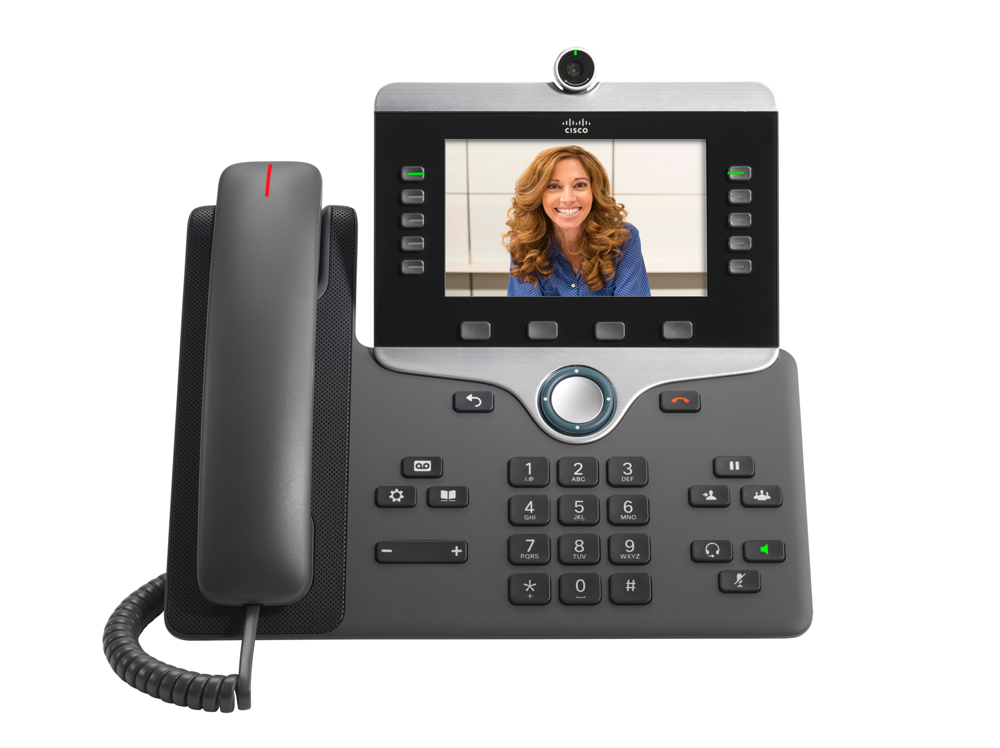 CISCO
1
/.@
2
ABC
3
DEF
4
GHI
5
JKL
6
MNO
7
PQRS
8
TUV
9
WXYZ
*
+
0
#
- +